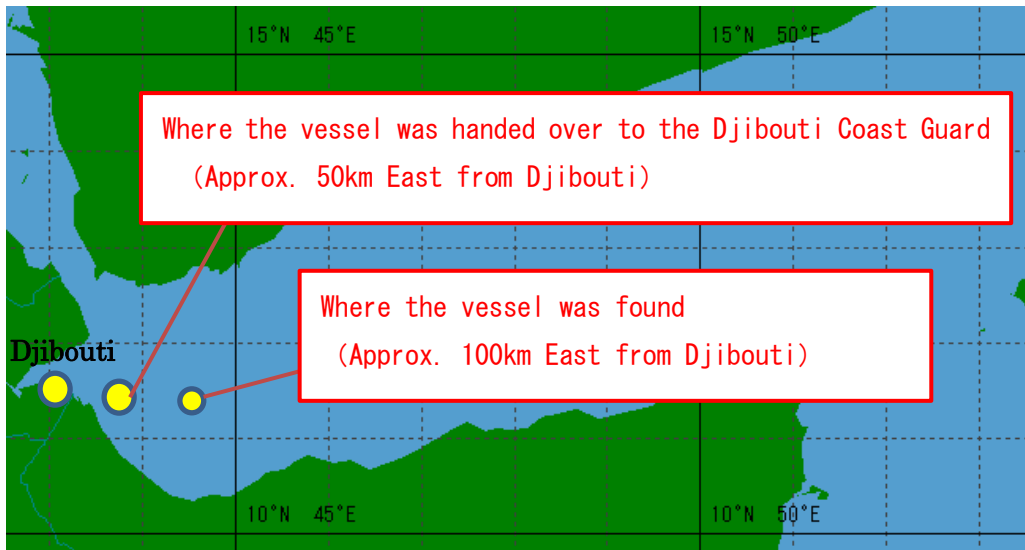 15°N 45°E
15°N 50°E
Where the vessel was handed over to the Djibouti Coast Guard
(Approx. 50km East from Djibouti)
Where the vessel was found
(Approx. 100km East from Djibouti)
Djibouti
10°N 45°E
10°N 50°E